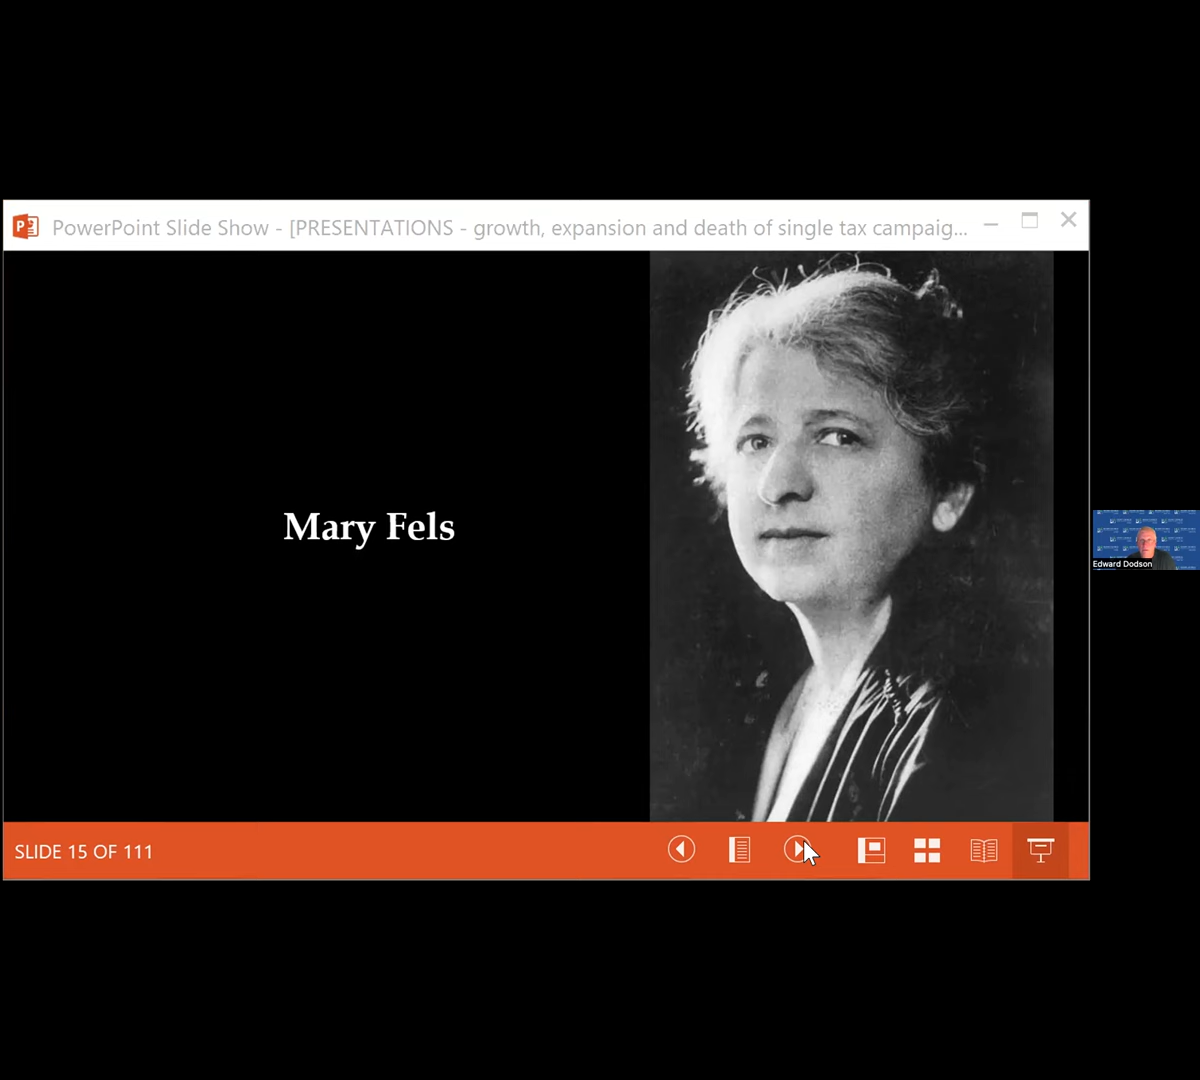 PowerPoint Slide Show - [PRESENTATIONS - growth, expansion and death of single tax campaig...
Mary Fels
Edward Dodson
SLIDE 15 OF 111